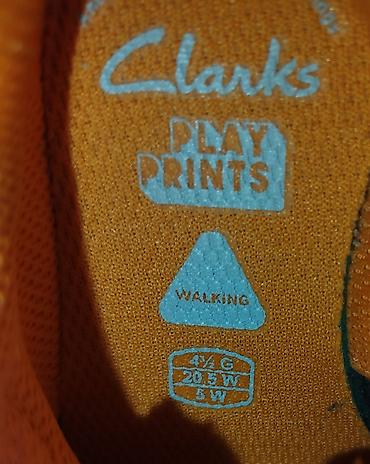 Clarks
PLAY
PRINTS
WALKING
4½ G
20.5 W
5 W